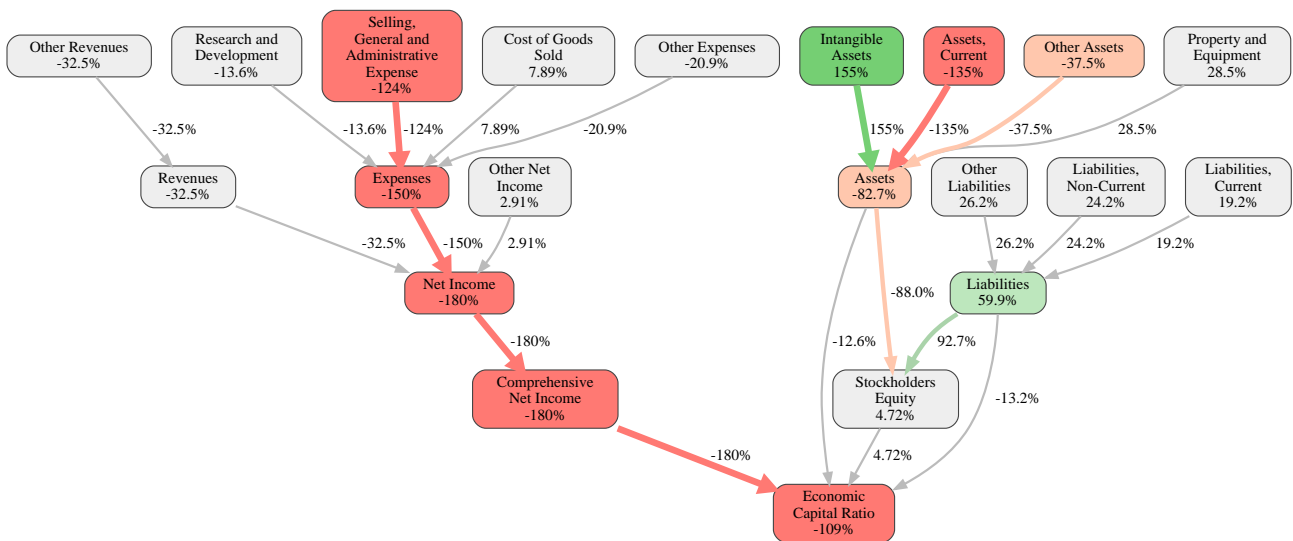 Other Revenues
-32.5%
Research and
Development
-13.6%
Selling,
General and
Administrative
Expense
-124%
Cost of Goods
Sold
7.89%
Other Expenses
-20.9%
Intangible
Assets
155%
Assets,
Current
-135%
Other Assets
-37.5%
Property and
Equipment
28.5%
-32.5%
-13.6%
-124%
7.89%
-20.9%
155%
-135%
-37.5%
28.5%
Revenues
-32.5%
Expenses
-150%
Other Net
Income
2.91%
Assets
-82.7%
Other
Liabilities
26.2%
Liabilities,
Non-Current
24.2%
Liabilities,
Current
19.2%
-32.5%
-150%
2.91%
26.2%
24.2%
19.2%
Net Income
-180%
-88.0%
Liabilities
59.9%
-180%
-12.6%
92.7%
Comprehensive
Net Income
-180%
Stockholders
Equity
4.72%
-13.2%
-180%
4.72%
Economic
Capital Ratio
-109%